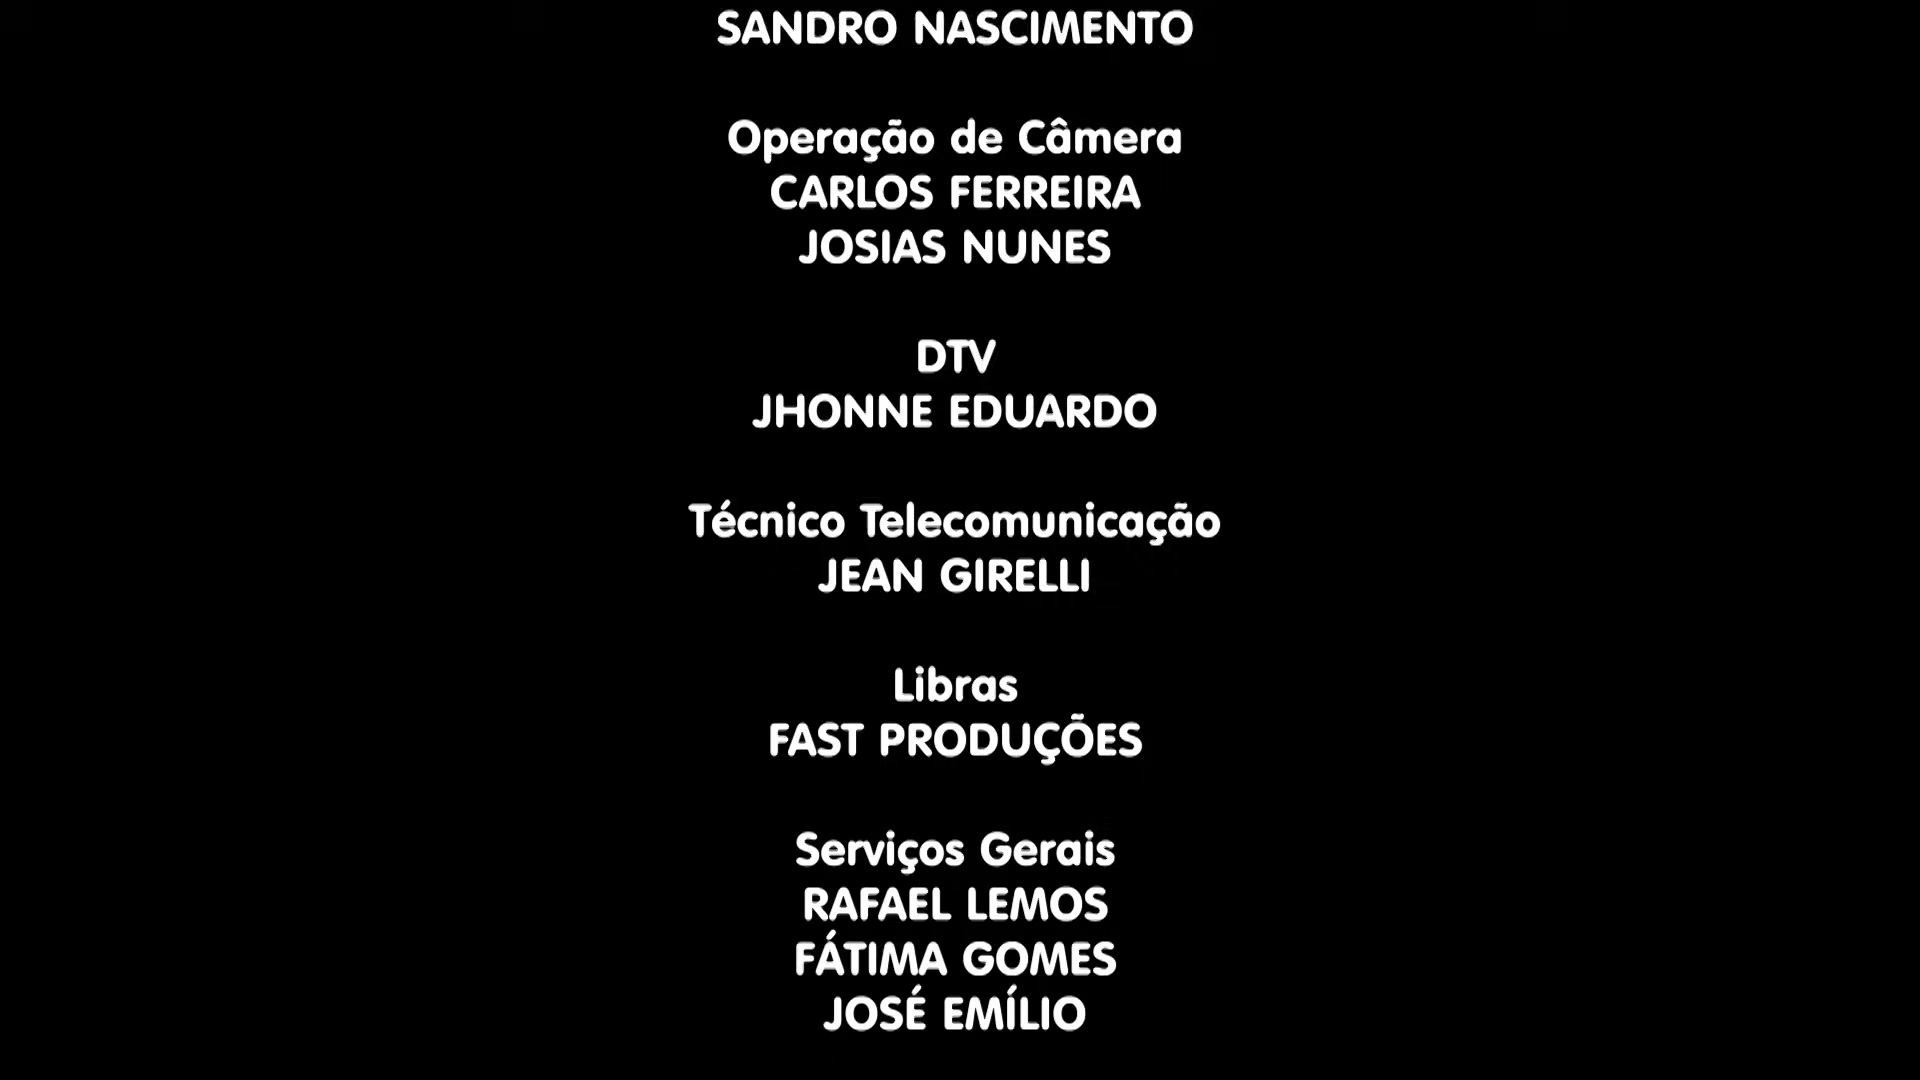 SANDRO NASCIMENTO
Operação de Câmera
CARLOS FERREIRA
JOSIAS NUNES
DTV
JHONNE EDUARDO
Técnico Telecomunicação
JEAN GIRELLI
Libras
FAST PRODUÇÕES
Serviços Gerais
RAFAEL LEMOS
FÁTIMA GOMES
JOSÉ EMÍLIO